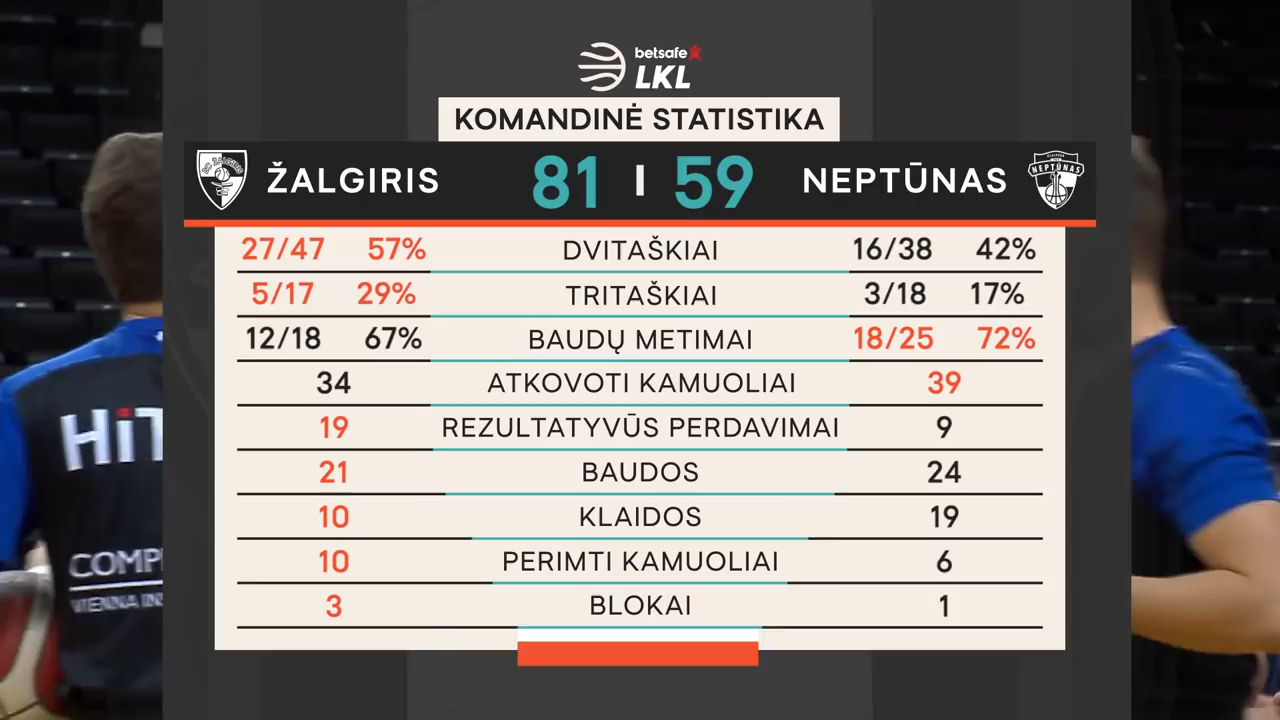 betsafe
LKL
KOMANDINĖ STATISTIKA
ŽALGIRIS 81 | 59 NEPTŪNAS
27/47 57% DVITAŠKIAI 16/38 42%
5/17 29% TRITAŠKIAI 3/18 17%
12/18 67% BAUDŲ METIMAI 18/25 72%
34 ATKOVOTI KAMUOLIAI 39
19 REZULTATYVŪS PERDAVIMAI 9
21 BAUDOS 24
10 KLAIDOS 19
10 PERIMTI KAMUOLIAI 6
3 BLOKAI 1
NEPTŪNAS
HiT
COMP
VIENNA IN